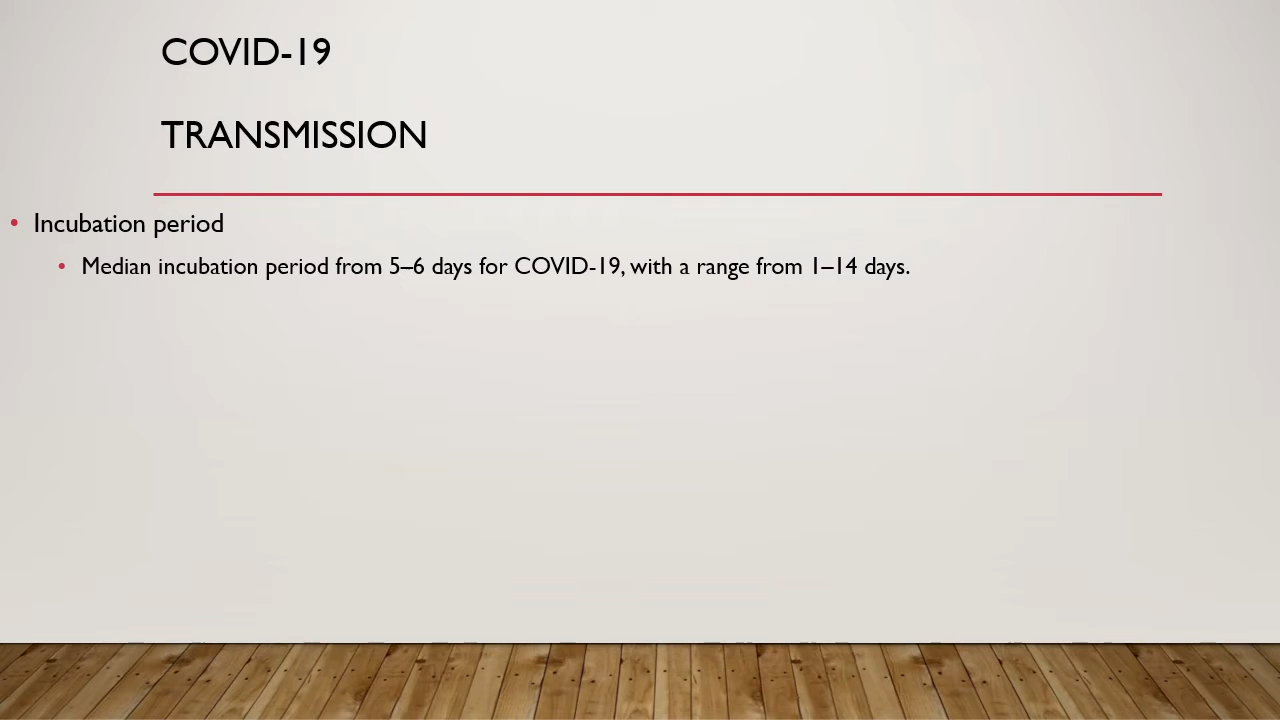 COVID-19
TRANSMISSION
• Incubation period
• Median incubation period from 5–6 days for COVID-19, with a range from 1–14 days.